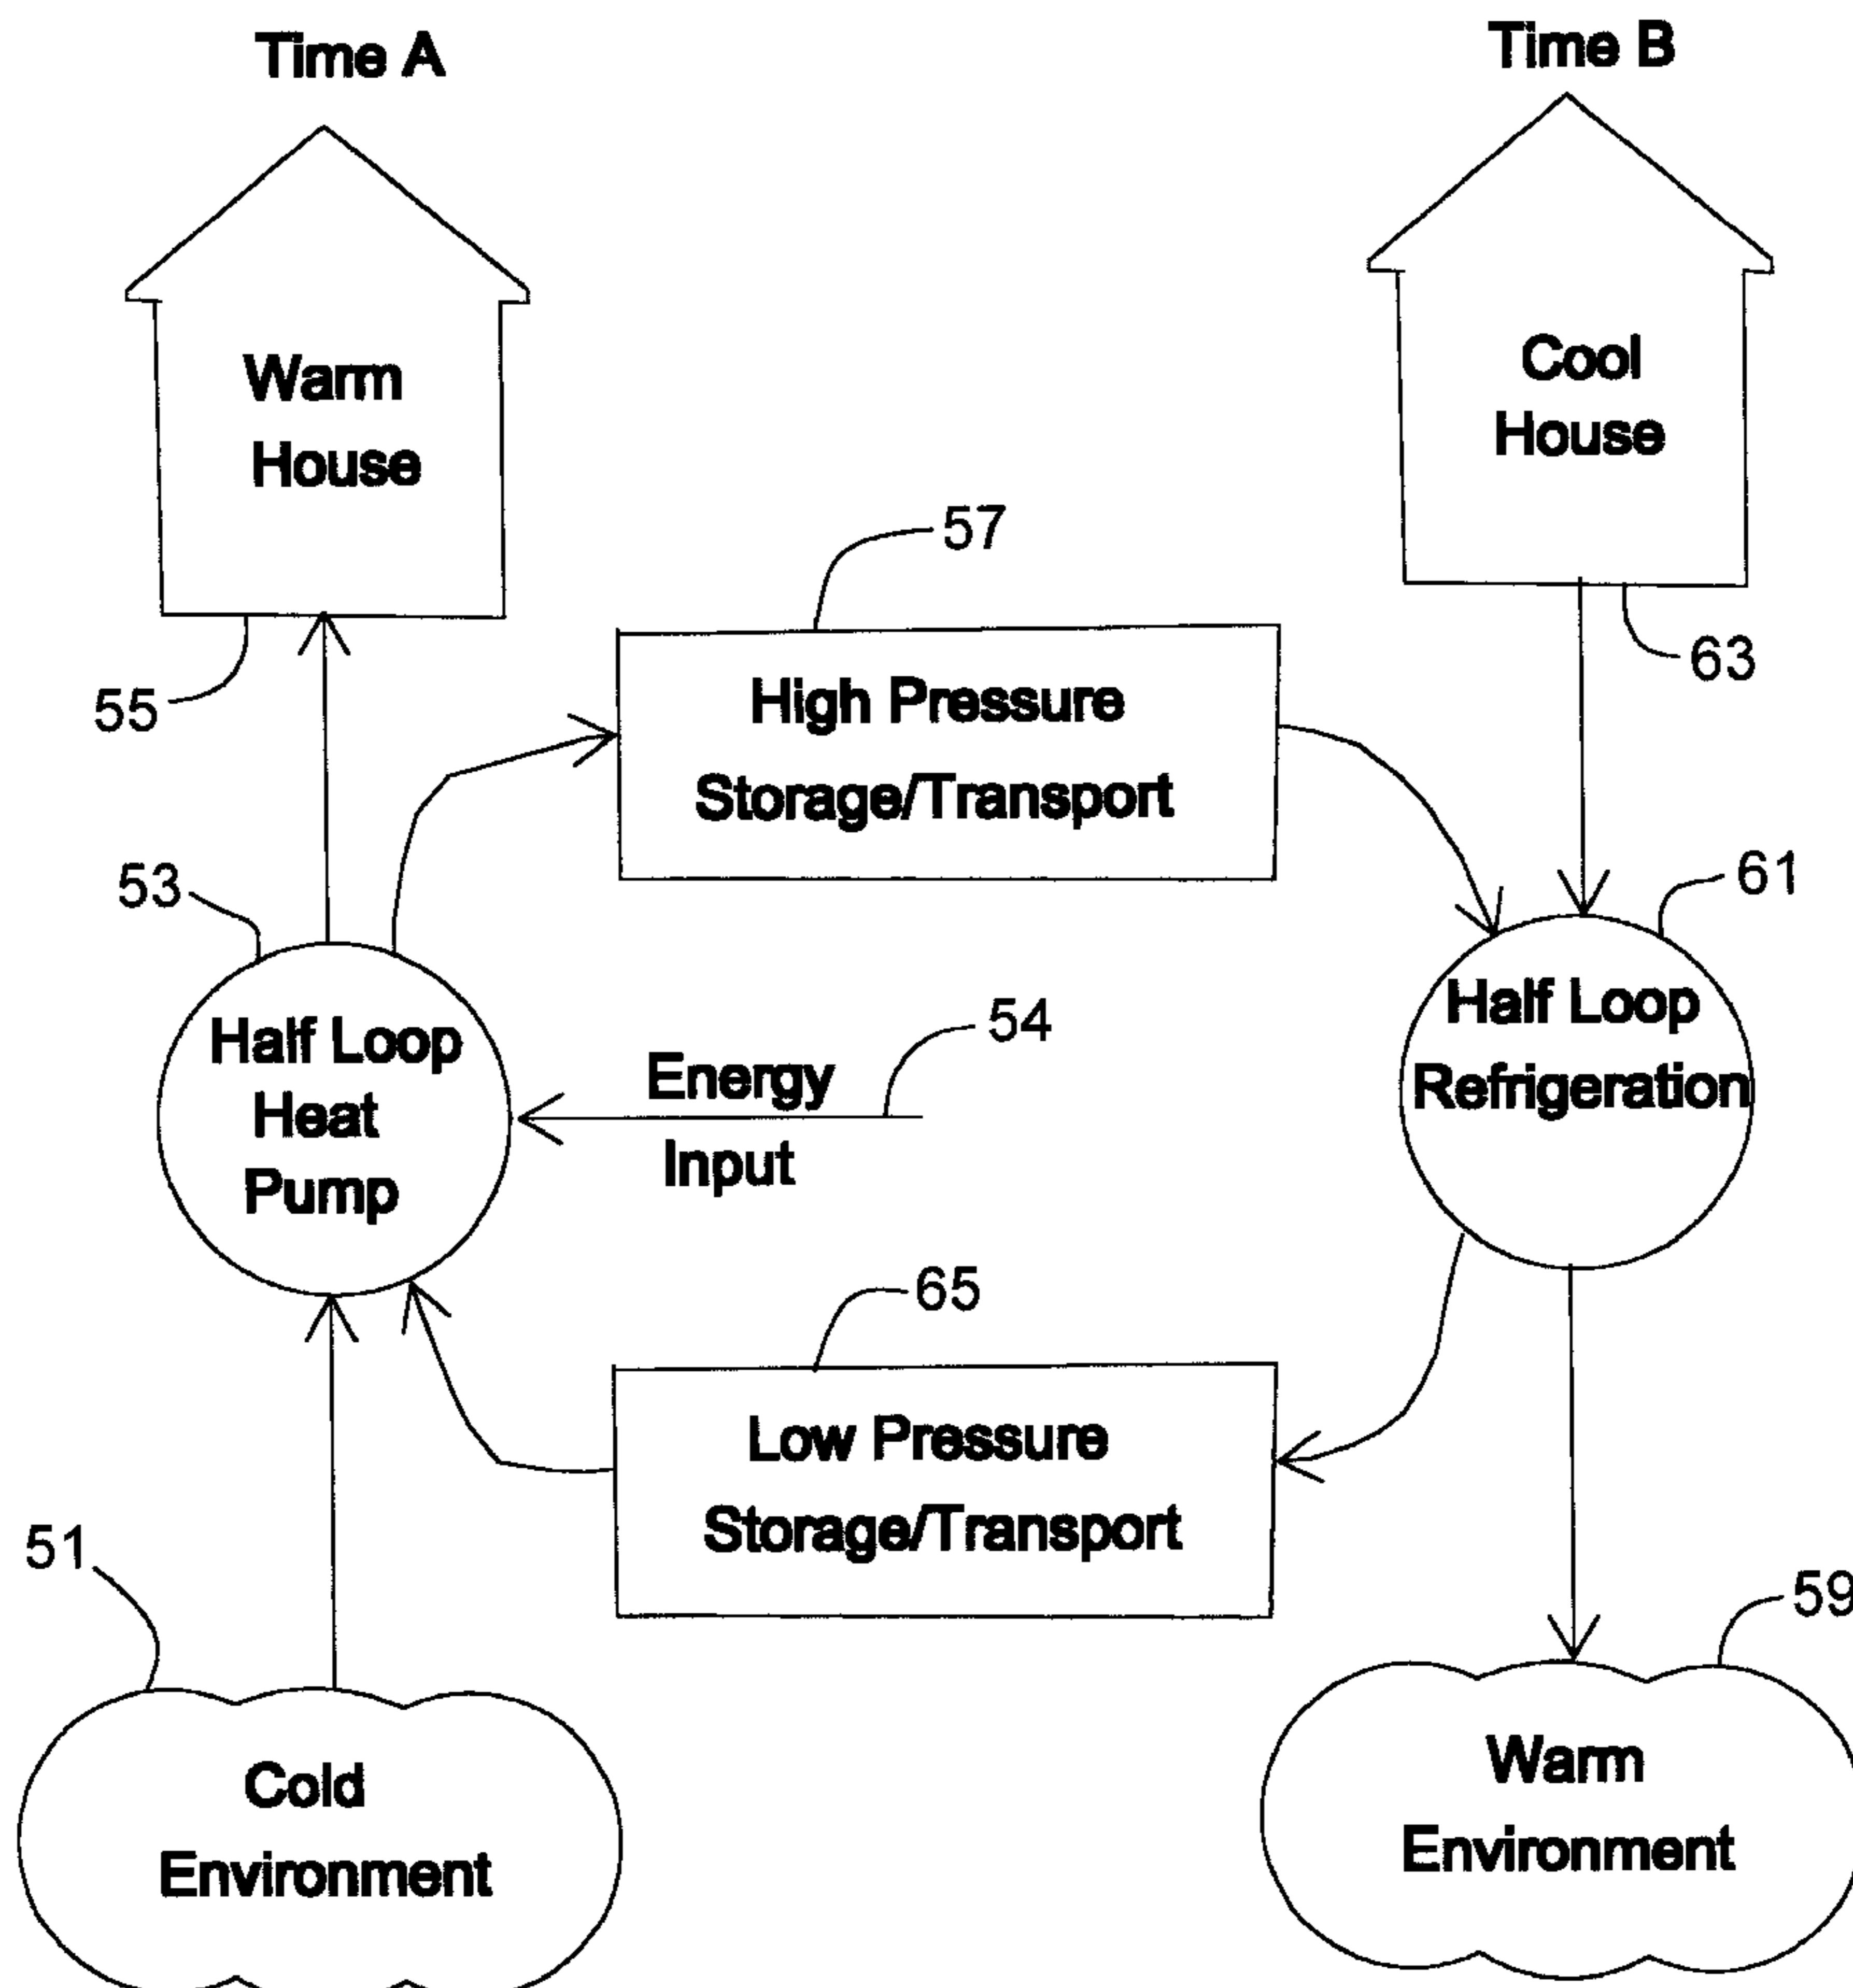 Time A
Time B
Warm
House
Cool
House
57
63
55
High Pressure
Storage/Transport
53
61
Half Loop
Heat
Pump
54
Energy
Input
Half Loop
Refrigeration
65
Low Pressure
Storage/Transport
51
59
Cold
Environment
Warm
Environment